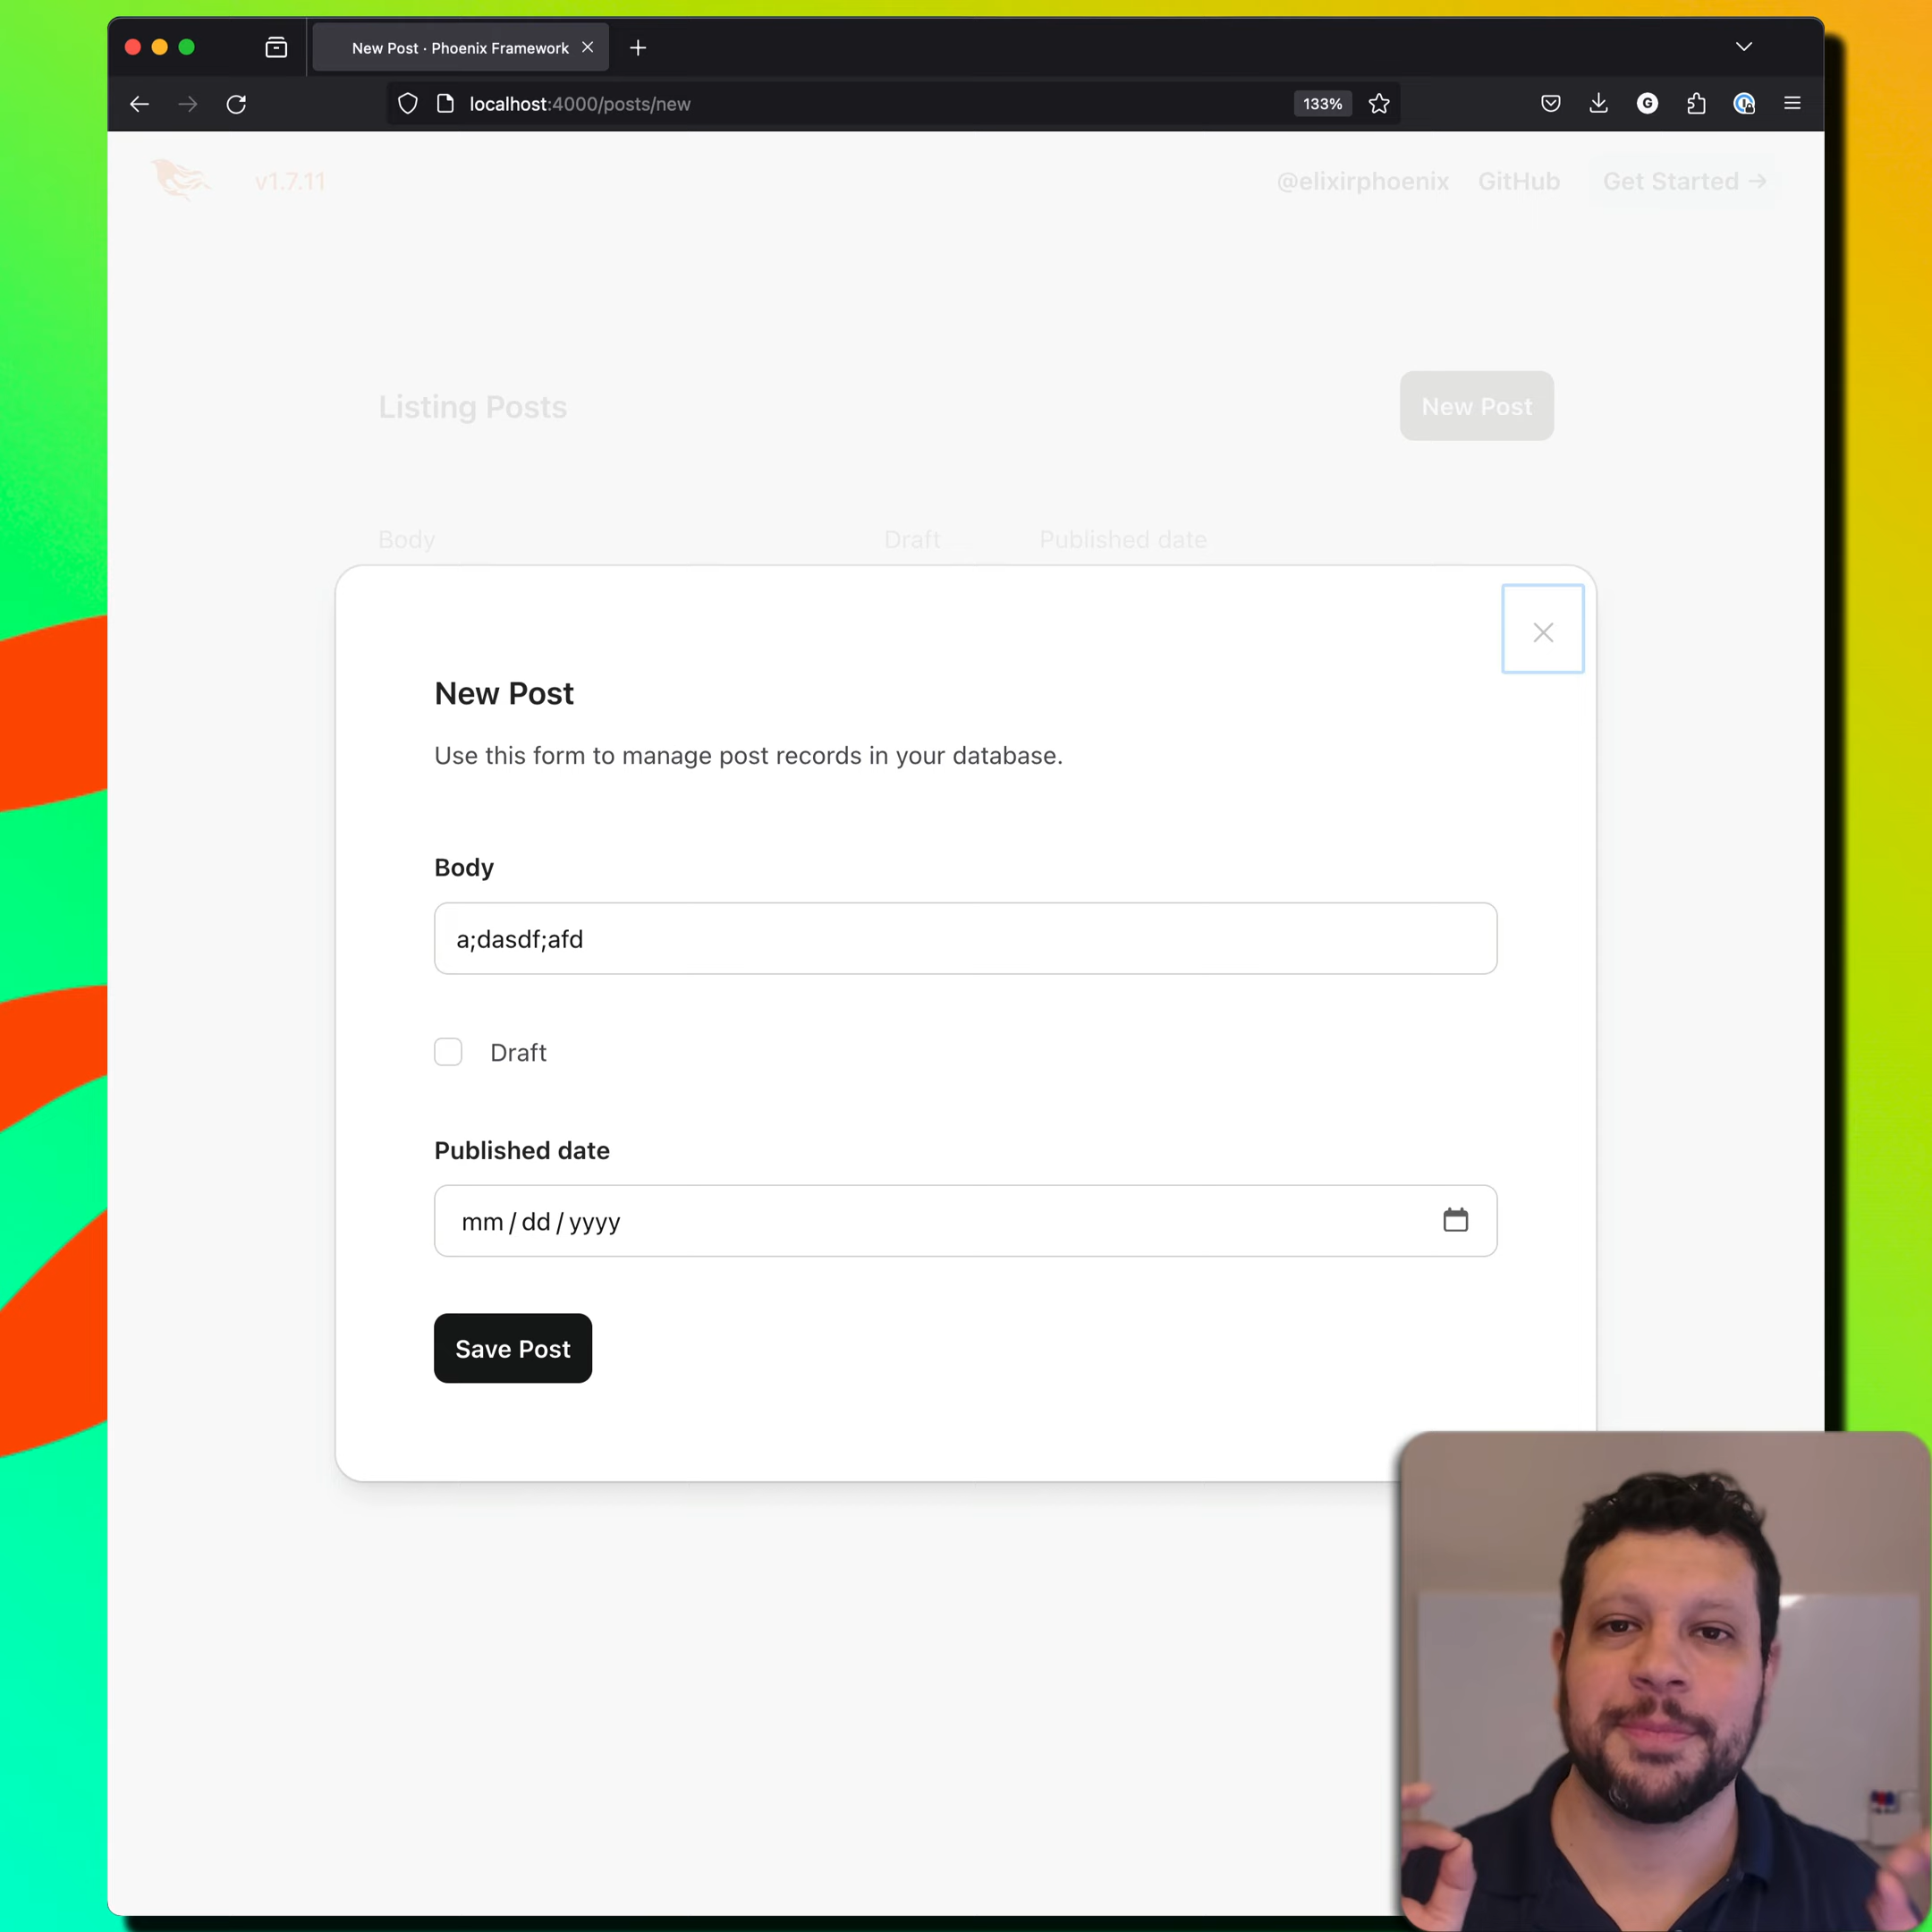 New Post · Phoenix Framework
localhost:4000/posts/new
133%
G
v1.7.11
@elixirphoenix GitHub Get Started →
Listing Posts
New Post
Body Draft Published date
New Post
Use this form to manage post records in your database.
Body
a;dasdf;afd
Draft
Published date
mm / dd / yyyy
Save Post